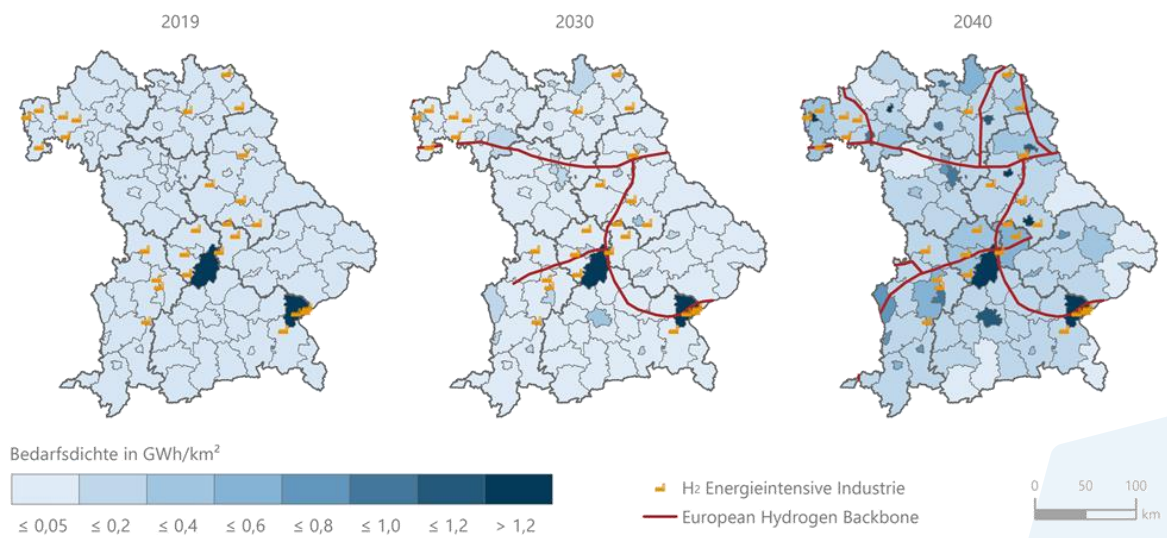 2019 2030 2040
Bedarfsdichte in GWh/km²
≤ 0,05 ≤ 0,2 ≤ 0,4 ≤ 0,6 ≤ 0,8 ≤ 1,0 ≤ 1,2 > 1,2
H2 Energieintensive Industrie
European Hydrogen Backbone
0 50 100
km